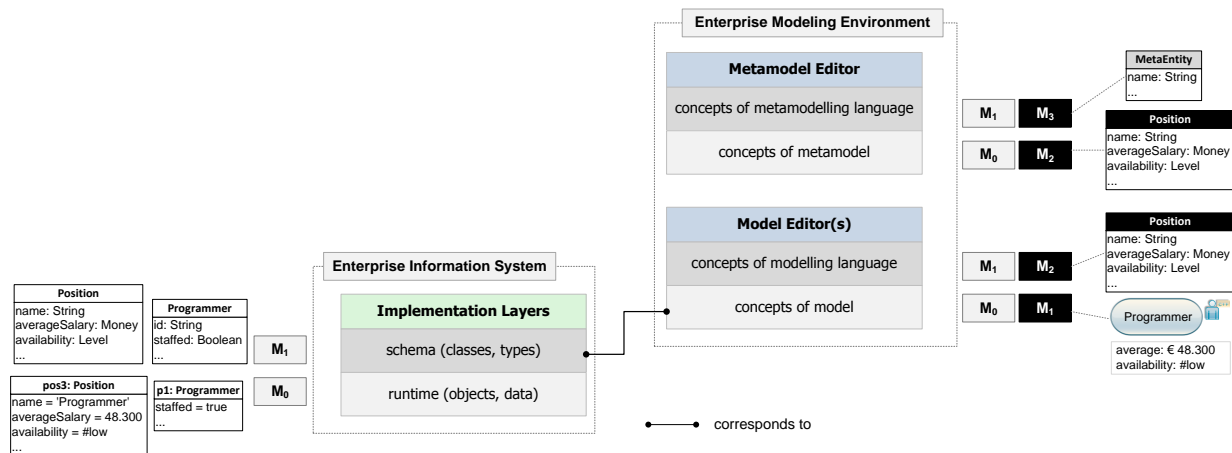 Enterprise Modeling Environment
Metamodel Editor
concepts of metamodelling language
concepts of metamodel
M1 M3
M0 M2
MetaEntity
name: String
...
Position
name: String
averageSalary: Money
availability: Level
...
Model Editor(s)
concepts of modelling language
concepts of model
M1 M2
M0 M1
Position
name: String
averageSalary: Money
availability: Level
...
Programmer
average: € 48.300
availability: #low
Enterprise Information System
Implementation Layers
schema (classes, types)
runtime (objects, data)
M1
M0
Position
name: String
averageSalary: Money
availability: Level
...
Programmer
id: String
staffed: Boolean
...
pos3: Position
name = 'Programmer'
averageSalary = 48.300
availability = #low
...
p1: Programmer
staffed = true
...
corresponds to